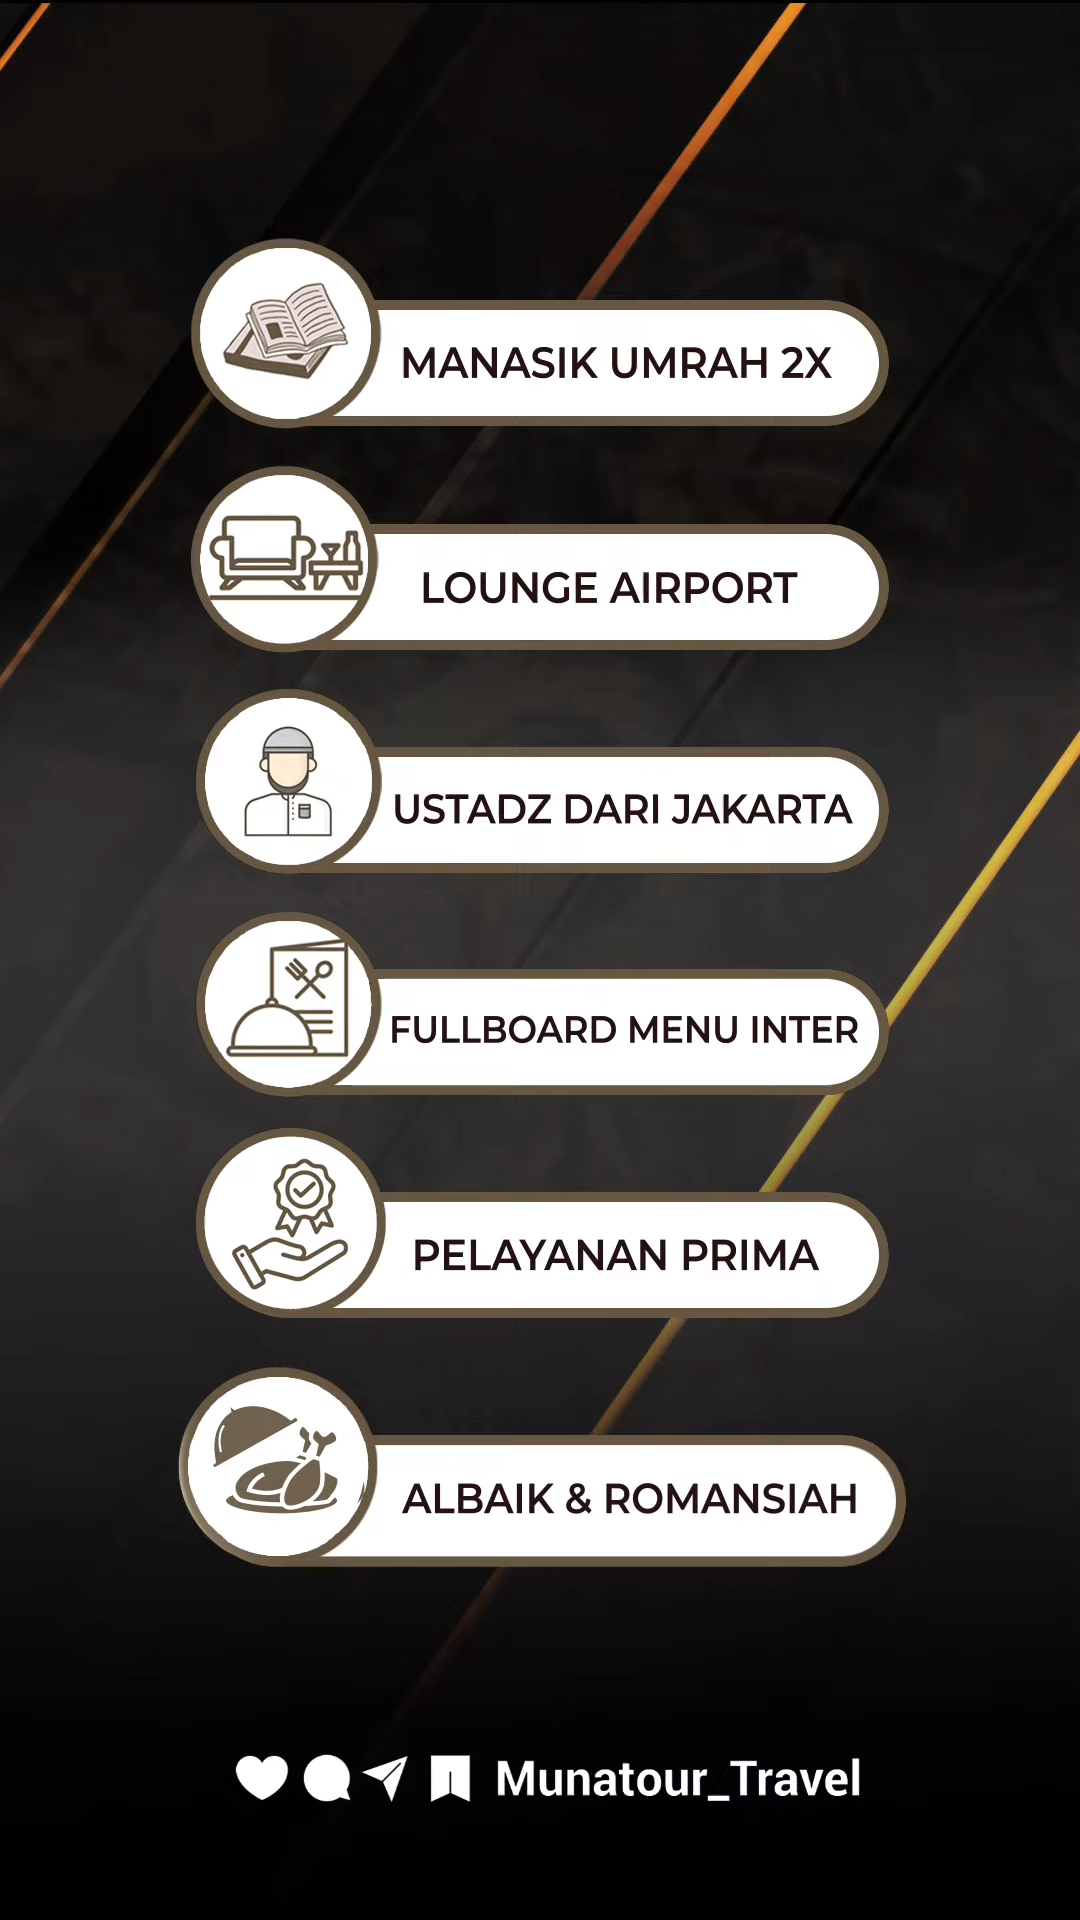 MANASIK UMRAH 2X
LOUNGE AIRPORT
USTADZ DARI JAKARTA
FULLBOARD MENU INTER
PELAYANAN PRIMA
ALBAIK & ROMANSIAH
Munatour_Travel